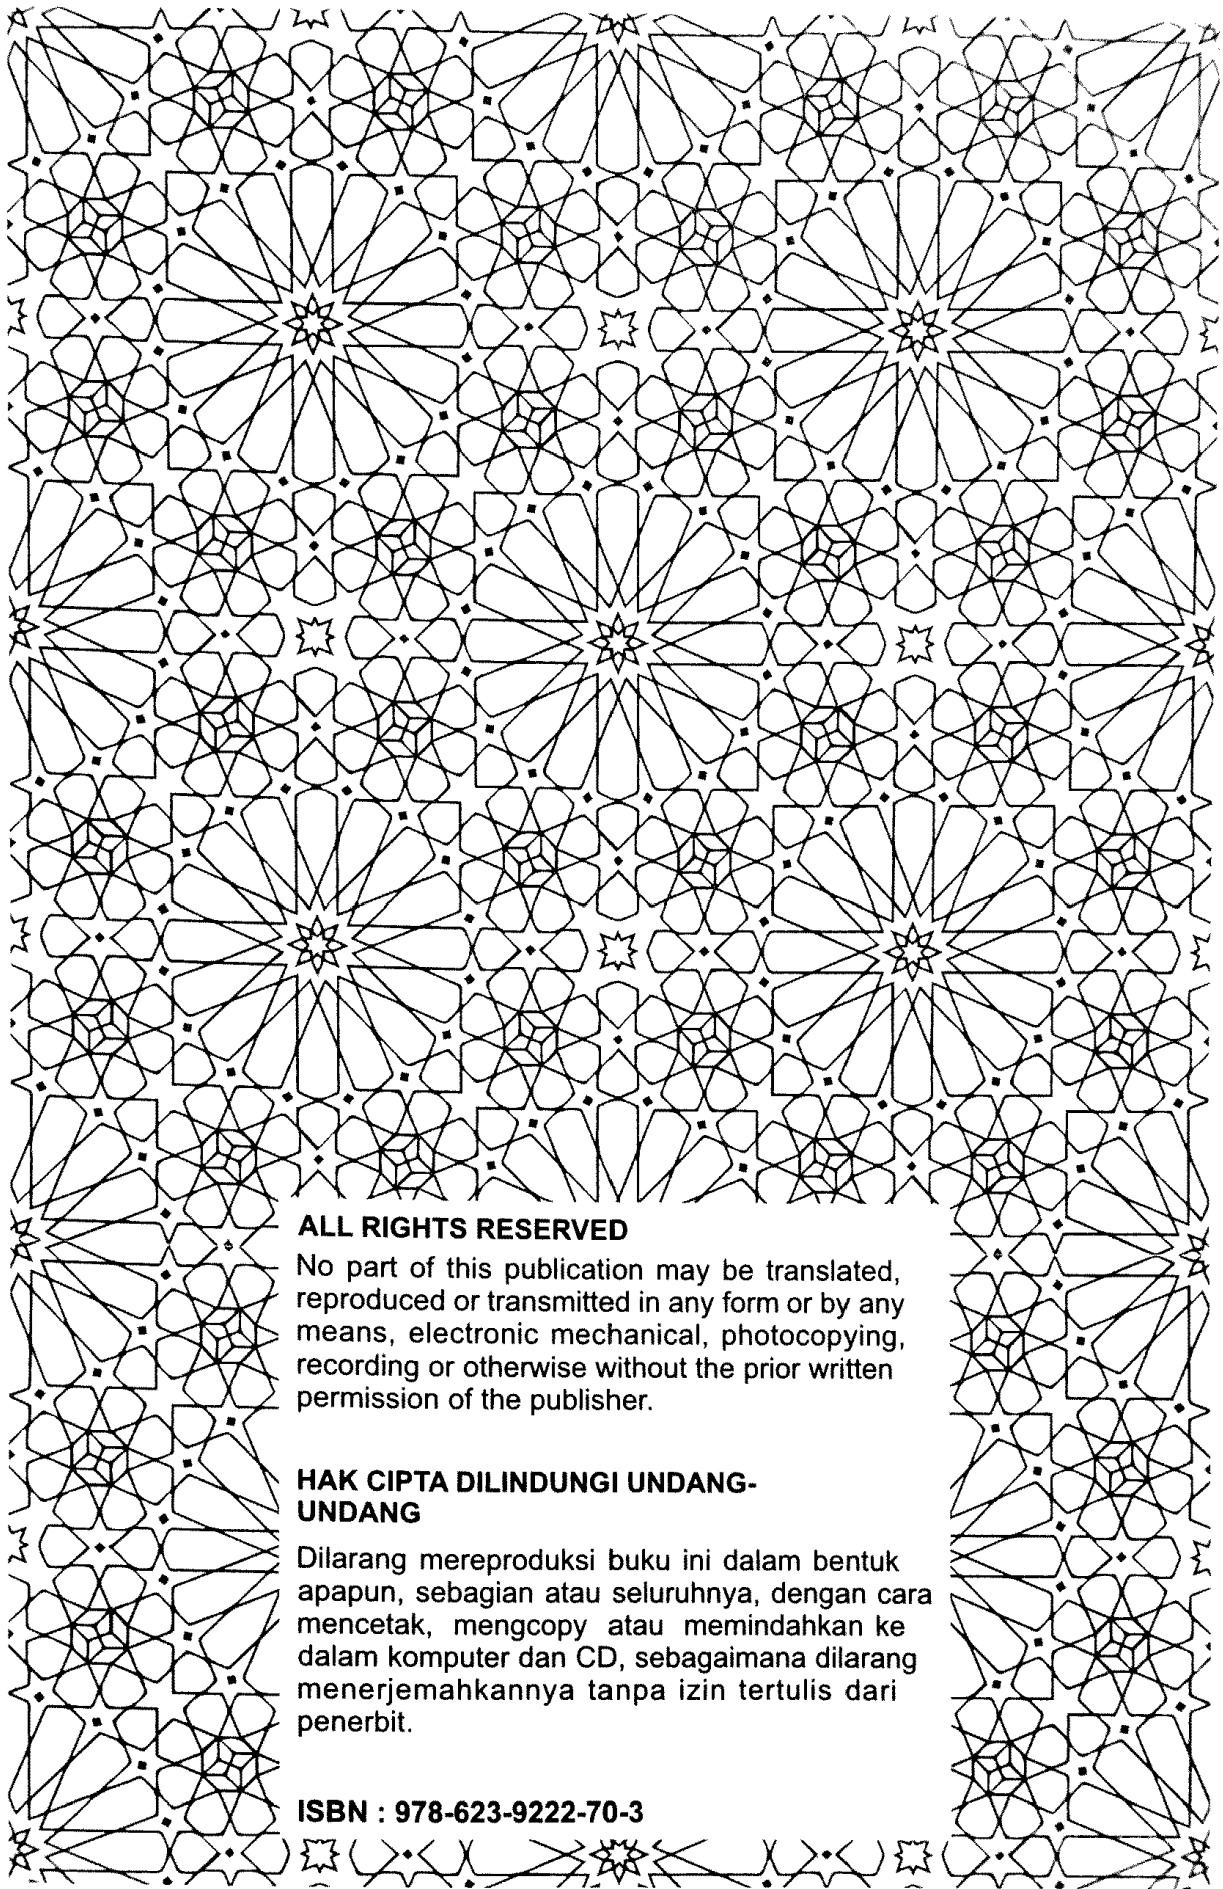 ALL RIGHTS RESERVED
No part of this publication may be translated,
reproduced or transmitted in any form or by any
means, electronic mechanical, photocopying,
recording or otherwise without the prior written
permission of the publisher.
HAK CIPTA DILINDUNGI UNDANG-
UNDANG
Dilarang mereproduksi buku ini dalam bentuk
apapun, sebagian atau seluruhnya, dengan cara
mencetak, mengcopy atau memindahkan ke
dalam komputer dan CD, sebagaimana dilarang
menerjemahkannya tanpa izin tertulis dari
penerbit.
ISBN : 978-623-9222-70-3